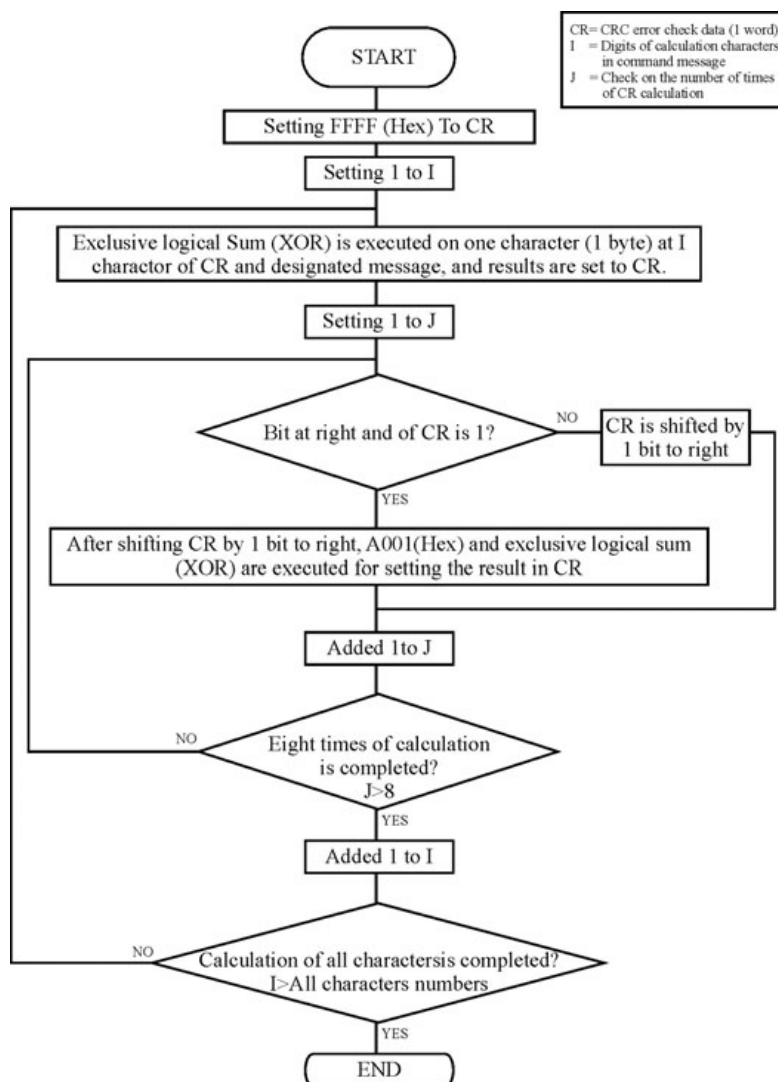 CR= CRC error check data (1 word)
I = Digits of calculation characters
in command message
J = Check on the number of times
of CR calculation
START
Setting FFFF (Hex) To CR
Setting 1 to I
Exclusive logical Sum (XOR) is executed on one character (1 byte) at I
charactor of CR and designated message, and results are set to CR.
Setting 1 to J
Bit at right and of CR is 1?
NO
CR is shifted by
1 bit to right
YES
After shifting CR by 1 bit to right, A001(Hex) and exclusive logical sum
(XOR) are executed for setting the result in CR
Added 1to J
NO
Eight times of calculation
is completed?
J>8
YES
Added 1 to I
NO
Calculation of all charactersis completed?
I>All characters numbers
YES
END